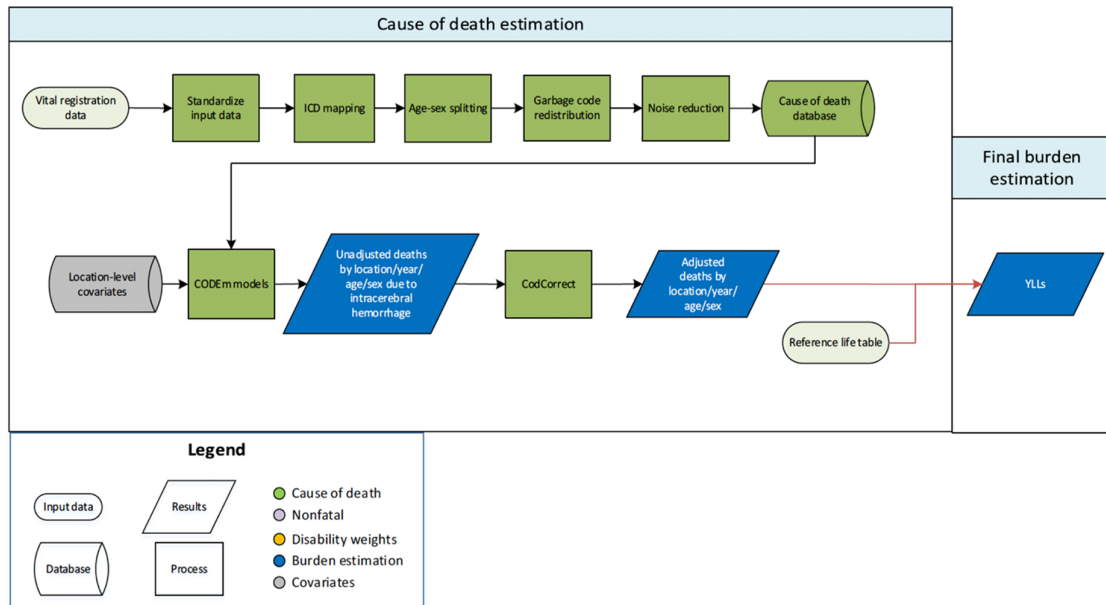 Cause of death estimation
Vital registration
data
Standardize
input data
ICD mapping
Age-sex splitting
Garbage code
redistribution
Noise reduction
Cause of death
database
Final burden
estimation
Location-level
covariates
CODEm models
Unadjusted deaths
by location/year/
age/sex due to
intracerebral
hemorrhage
CodCorrect
Adjusted
deaths by
location/year/
age/sex
YLLs
Reference life table
Legend
Input data
Results
Database
Process
Cause of death
Nonfatal
Disability weights
Burden estimation
Covariates